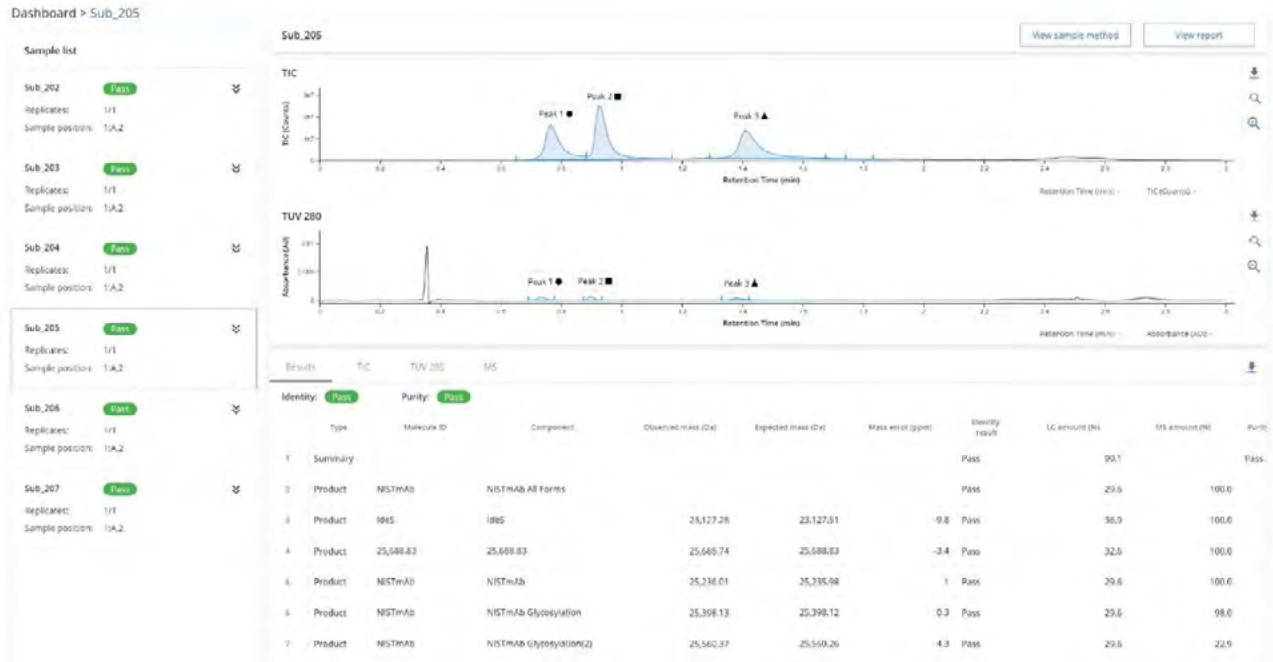 Dashboard > Sub_205
Sample list
Sub_202 Pass
Replicates: 1/1
Sample position: 1:A,2
Sub_203 Pass
Replicates: 1/1
Sample position: 1:A,2
Sub_204 Pass
Replicates: 1/1
Sample position: 1:A,2
Sub_205 Pass
Replicates: 1/1
Sample position: 1:A,2
Sub_206 Pass
Replicates: 1/1
Sample position: 1:A,2
Sub_207 Pass
Replicates: 1/1
Sample position: 1:A,2
Sub_205 View sample method View report
TIC
TIC (Counts)
Peak 1 Peak 2 Peak 3
Retention Time (min)
Retention Time (min) TIC (Counts)
TUV 280
Absorbance (AU)
Peak 1 Peak 2 Peak 3
Retention Time (min)
Retention Time (min) Absorbance (AU)
Results TIC TUV 280 MS
Identity: Pass Purity: Pass
Type Molecule ID Component Observed mass (Da) Expected mass (Da) Mass error (ppm) Identity result LC amount (%) MS amount (%) Purit
1 Summary Pass 99.1 Pass
2 Product NISTmAb NISTmAb All Forms Pass 29.6 100.0
3 Product IdeS IdeS 23,127.28 23,127.51 -9.8 Pass 36.9 100.0
4 Product 25,688.83 25,688.83 25,688.74 25,688.83 -3.4 Pass 32.6 100.0
5 Product NISTmAb NISTmAb 25,236.01 25,235.98 1 Pass 29.6 100.0
6 Product NISTmAb NISTmAb Glycosylation 25,398.13 25,398.12 0.3 Pass 29.6 98.0
7 Product NISTmAb NISTmAb Glycosylation(2) 25,560.37 25,560.26 4.3 Pass 29.6 22.9